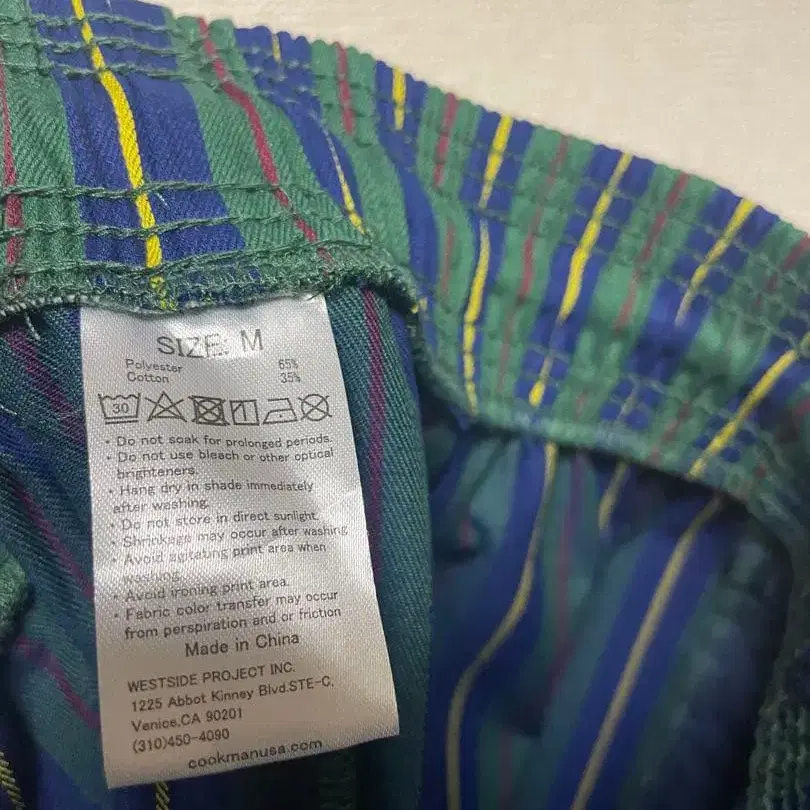 SIZE: M
Polyester 65%
Cotton 35%
30
• Do not soak for prolonged periods.
• Do not use bleach or other optical
brighteners.
• Hang dry in shade immediately
after washing.
• Do not store in direct sunlight.
• Shrinkage may occur after washing
• Avoid agitating print area when
washing.
• Avoid ironing print area.
• Fabric color transfer may occur
from perspiration and or friction
Made in China
WESTSIDE PROJECT INC.
1225 Abbot Kinney Blvd.STE-C.
Venice,CA 90201
(310)450-4090
cookmanusa.com